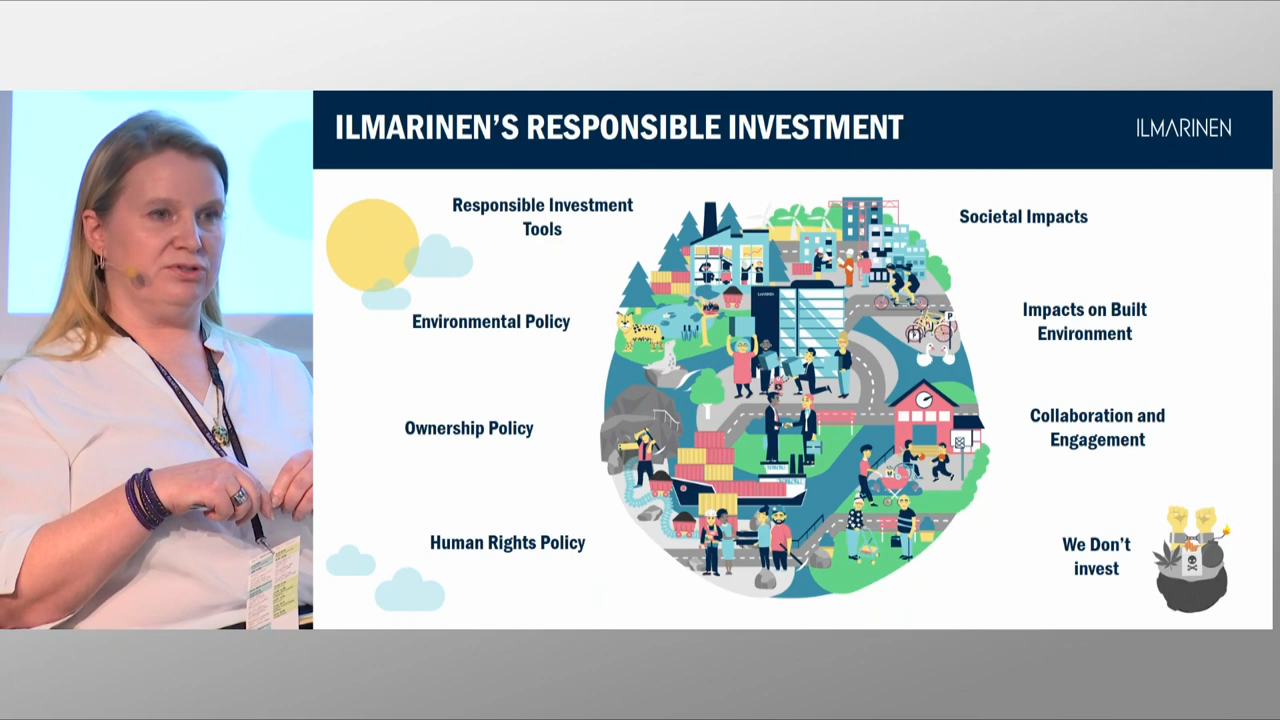 ILMARINEN'S RESPONSIBLE INVESTMENT
ILMARINEN
Responsible Investment
Tools
Societal Impacts
Environmental Policy
Impacts on Built
Environment
Ownership Policy
Collaboration and
Engagement
Human Rights Policy
We Don't
invest
P